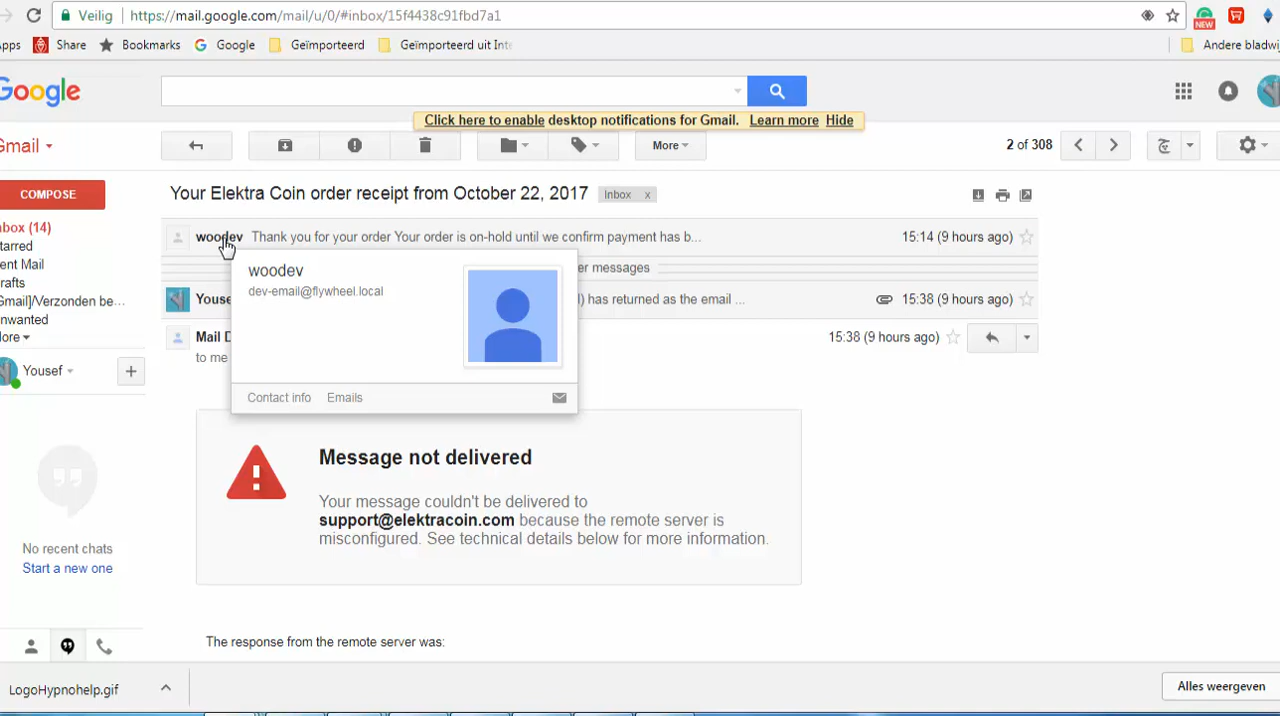 Veilig https://mail.google.com/mail/u/0/#inbox/15f4438c91fbd7a1
NEW
pps Share Bookmarks G Google Geïmporteerd Geïmporteerd uit Inte Andere bladwij
Google
Click here to enable desktop notifications for Gmail. Learn more Hide
Gmail
More
2 of 308
COMPOSE
Your Elektra Coin order receipt from October 22, 2017 Inbox x
nbox (14)
woodev Thank you for your order Your order is on-hold until we confirm payment has b... 15:14 (9 hours ago)
tarred
ent Mail
er messages
rafts
Gmail]/Verzonden be...
Youse ) has returned as the email ... 15:38 (9 hours ago)
nwanted
ore
Mail D 15:38 (9 hours ago)
to me
woodev
dev-email@flywheel.local
Contact info Emails
Yousef
Message not delivered
Your message couldn't be delivered to
support@elektracoin.com because the remote server is
misconfigured. See technical details below for more information.
No recent chats
Start a new one
The response from the remote server was:
LogoHypnohelp.gif
Alles weergeven